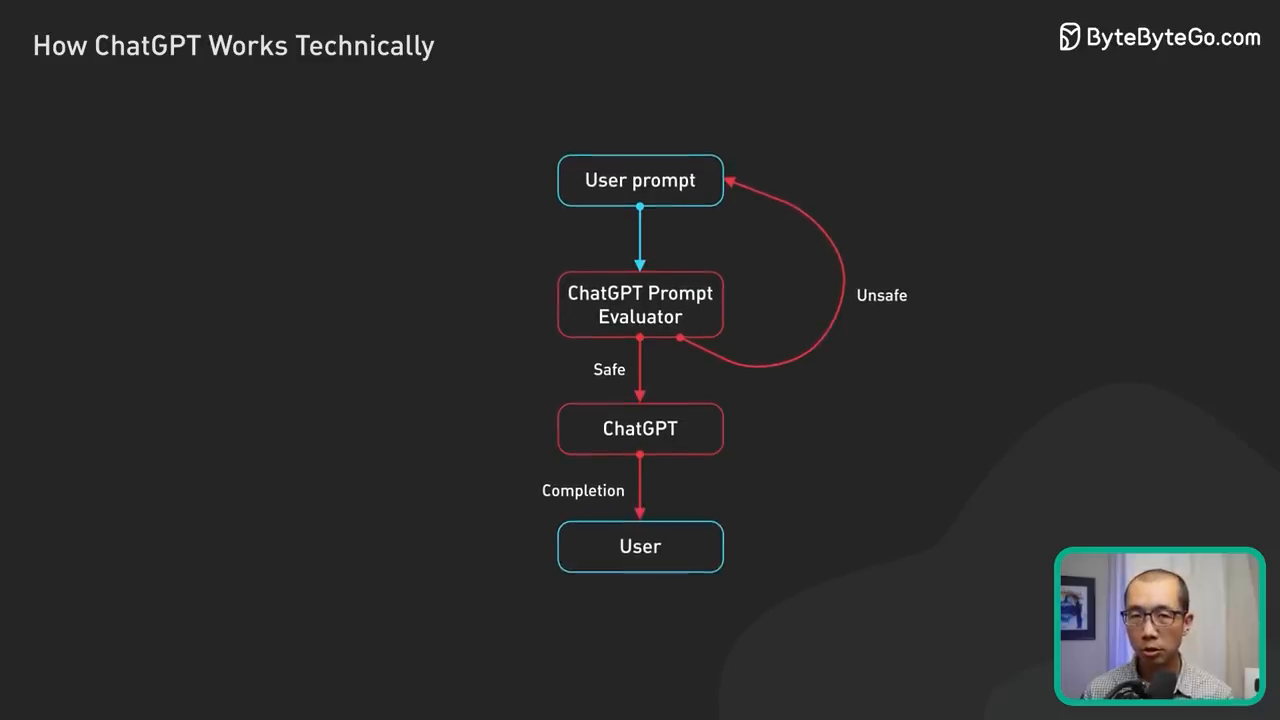 How ChatGPT Works Technically
ByteByteGo.com
User prompt
ChatGPT Prompt
Evaluator
Unsafe
Safe
ChatGPT
Completion
User